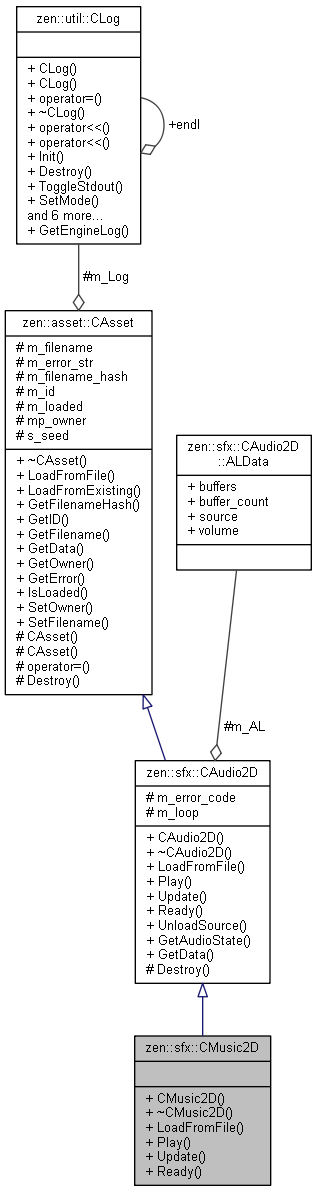 zen::util::CLog
+ CLog()
+ CLog()
+ operator=()
+ ~CLog()
+ operator<<()
+ operator<<()
+ Init()
+ Destroy()
+ ToggleStdout()
+ SetMode()
and 6 more...
+ GetEngineLog()
+endl
#m_Log
zen::asset::CAsset
# m_filename
# m_error_str
# m_filename_hash
# m_id
# m_loaded
# mp_owner
# s_seed
+ ~CAsset()
+ LoadFromFile()
+ LoadFromExisting()
+ GetFilenameHash()
+ GetID()
+ GetFilename()
+ GetData()
+ GetOwner()
+ GetError()
+ IsLoaded()
+ SetOwner()
+ SetFilename()
# CAsset()
# CAsset()
# operator=()
# Destroy()
zen::sfx::CAudio2D
::ALData
+ buffers
+ buffer_count
+ source
+ volume
#m_AL
zen::sfx::CAudio2D
# m_error_code
# m_loop
+ CAudio2D()
+ ~CAudio2D()
+ LoadFromFile()
+ Play()
+ Update()
+ Ready()
+ UnloadSource()
+ GetAudioState()
+ GetData()
# Destroy()
zen::sfx::CMusic2D
+ CMusic2D()
+ ~CMusic2D()
+ LoadFromFile()
+ Play()
+ Update()
+ Ready()